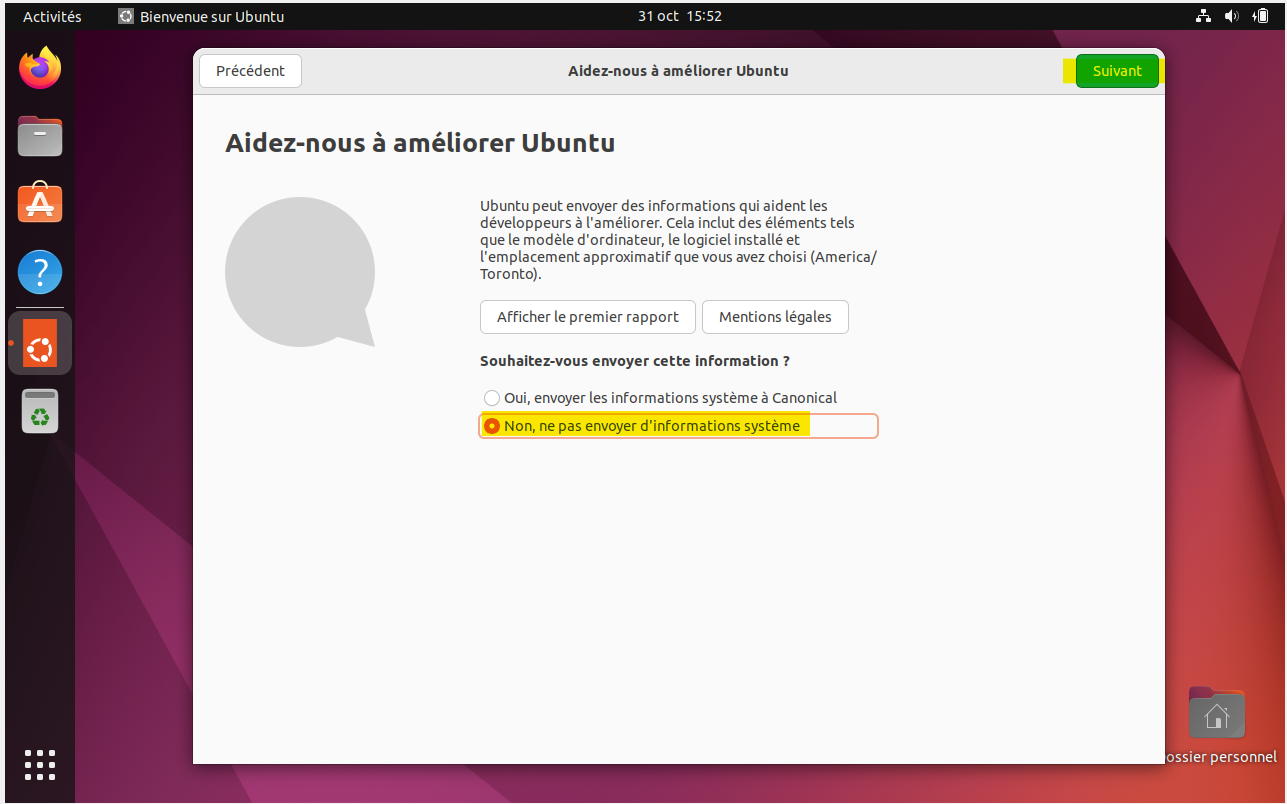 Activités
Bienvenue sur Ubuntu
31 oct 15:52
Précédent
Aidez-nous à améliorer Ubuntu
Suivant
Aidez-nous à améliorer Ubuntu
Ubuntu peut envoyer des informations qui aident les
développeurs à l'améliorer. Cela inclut des éléments tels
que le modèle d'ordinateur, le logiciel installé et
l'emplacement approximatif que vous avez choisi (America/
Toronto).
Afficher le premier rapport
Mentions légales
Souhaitez-vous envoyer cette information ?
Oui, envoyer les informations système à Canonical
Non, ne pas envoyer d'informations système
ossier personnel